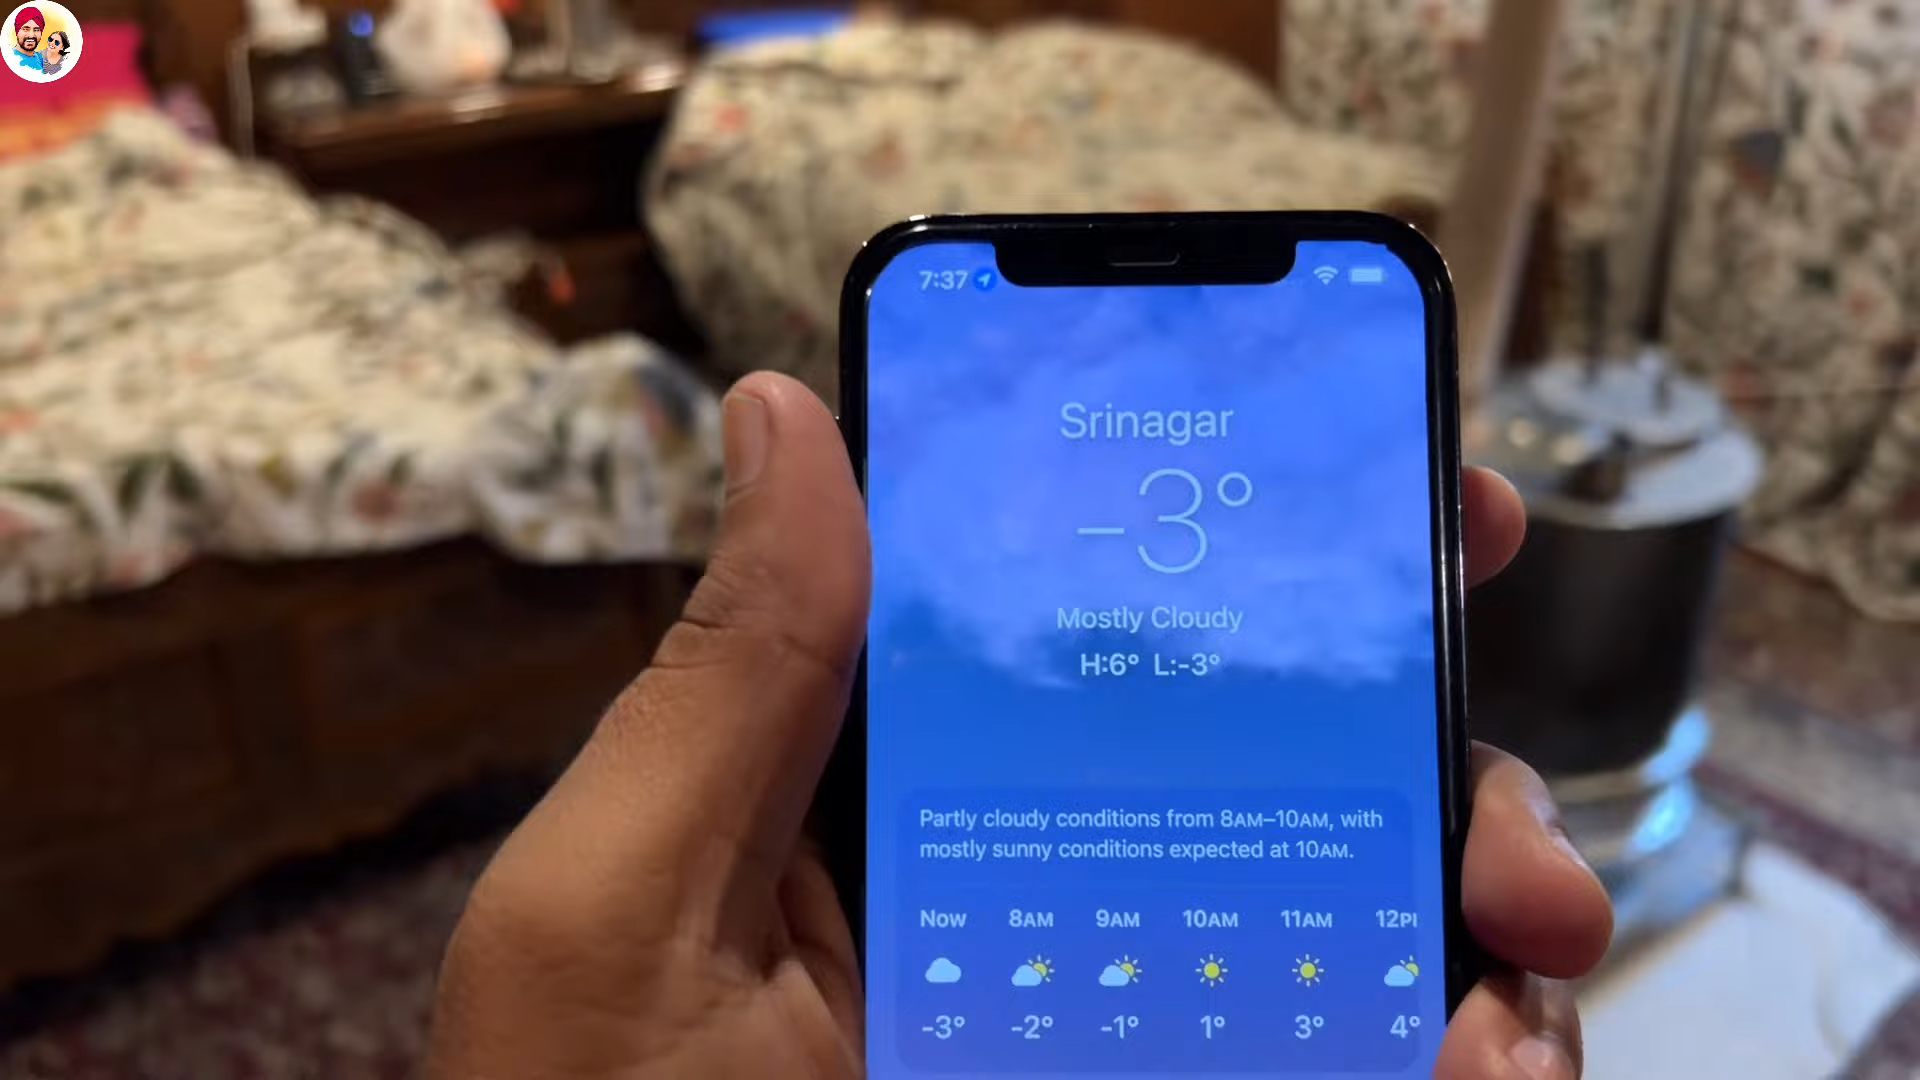 7:37
Srinagar
-3°
Mostly Cloudy
H:6° L:-3°
Partly cloudy conditions from 8AM–10AM, with
mostly sunny conditions expected at 10AM.
Now 8AM 9AM 10AM 11AM 12P
-3° -2° -1° 1° 3° 4°